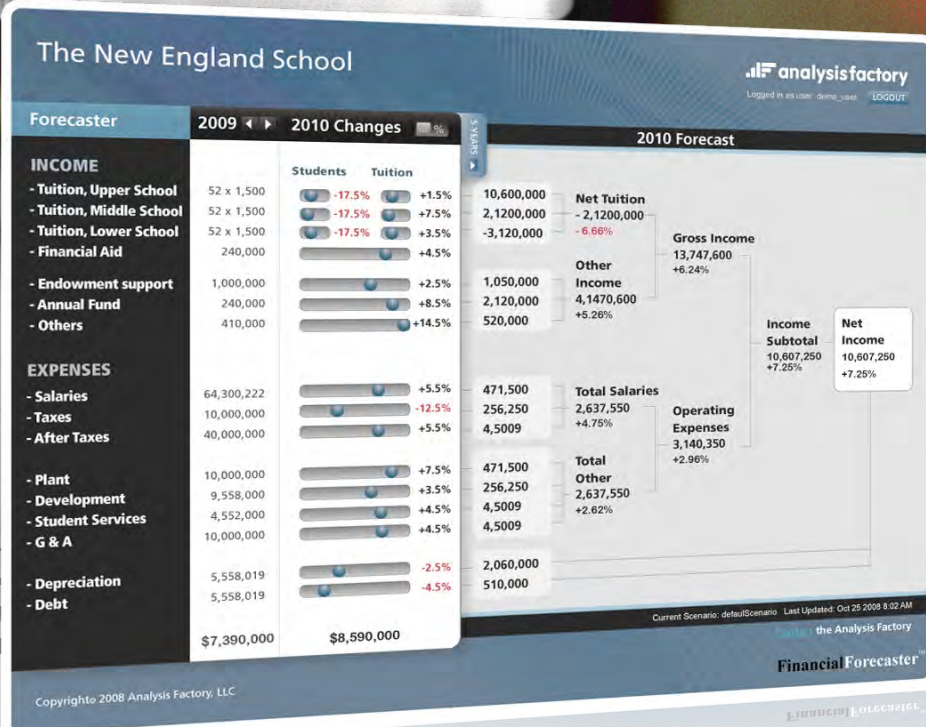 The New England School
analysisfactory
Logged in as user: demo_user LOGOUT
Forecaster 2009 2010 Changes % 5 YEARS 2010 Forecast
INCOME
Students Tuition
- Tuition, Upper School 52 x 1,500 -17.5% +1.5% 10,600,000
- Tuition, Middle School 52 x 1,500 -17.5% +7.5% 2,1200,000
- Tuition, Lower School 52 x 1,500 -17.5% +3.5% -3,120,000
- Financial Aid 240,000 +4.5%
Net Tuition
- 2,1200,000
- 6.66%
Gross Income
13,747,600
+6.24%
- Endowment support 1,000,000 +2.5% 1,050,000
- Annual Fund 240,000 +8.5% 2,120,000
- Others 410,000 +14.5% 520,000
Other
Income
4,1470,600
+5.26%
Income
Subtotal
10,607,250
+7.25%
Net
Income
10,607,250
+7.25%
EXPENSES
- Salaries 64,300,222 +5.5% 471,500
- Taxes 10,000,000 -12.5% 256,250
- After Taxes 40,000,000 +5.5% 4,5009
Total Salaries
2,637,550
+4.75%
Operating
Expenses
3,140,350
+2.96%
- Plant 10,000,000 +7.5% 471,500
- Development 9,558,000 +3.5% 256,250
- Student Services 4,552,000 +4.5% 4,5009
- G & A 10,000,000 +4.5% 4,5009
Total
Other
2,637,550
+2.62%
- Depreciation 5,558,019 -2.5% 2,060,000
- Debt 5,558,019 -4.5% 510,000
$7,390,000 $8,590,000
Current Scenario: defaulScenario Last Updated: Oct 25 2008 8:02 AM
Contact the Analysis Factory
FinancialForecaster™
Copyright© 2008 Analysis Factory, LLC
FinancialForecaster